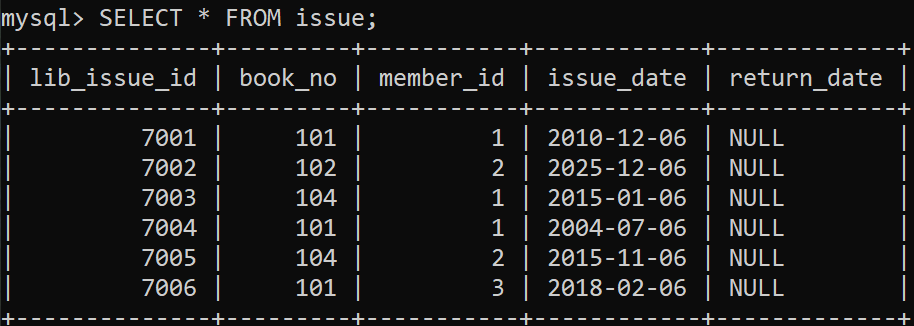 mysql> SELECT * FROM issue;
+--------------+---------+-----------+------------+-------------+
| lib_issue_id | book_no | member_id | issue_date | return_date |
+--------------+---------+-----------+------------+-------------+
|         7001 |     101 |         1 | 2010-12-06 | NULL        |
|         7002 |     102 |         2 | 2025-12-06 | NULL        |
|         7003 |     104 |         1 | 2015-01-06 | NULL        |
|         7004 |     101 |         1 | 2004-07-06 | NULL        |
|         7005 |     104 |         2 | 2015-11-06 | NULL        |
|         7006 |     101 |         3 | 2018-02-06 | NULL        |
+--------------+---------+-----------+------------+-------------+